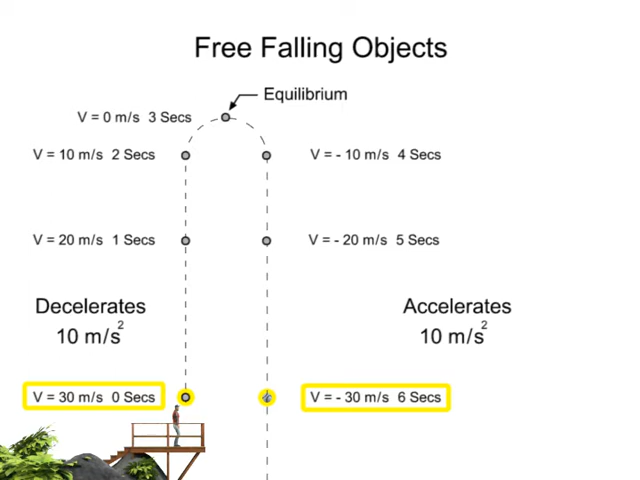 Free Falling Objects
Equilibrium
V = 0 m/s 3 Secs
V = 10 m/s 2 Secs
V = - 10 m/s 4 Secs
V = 20 m/s 1 Secs
V = - 20 m/s 5 Secs
Decelerates
10 m/s²
Accelerates
10 m/s²
V = 30 m/s 0 Secs
V = - 30 m/s 6 Secs